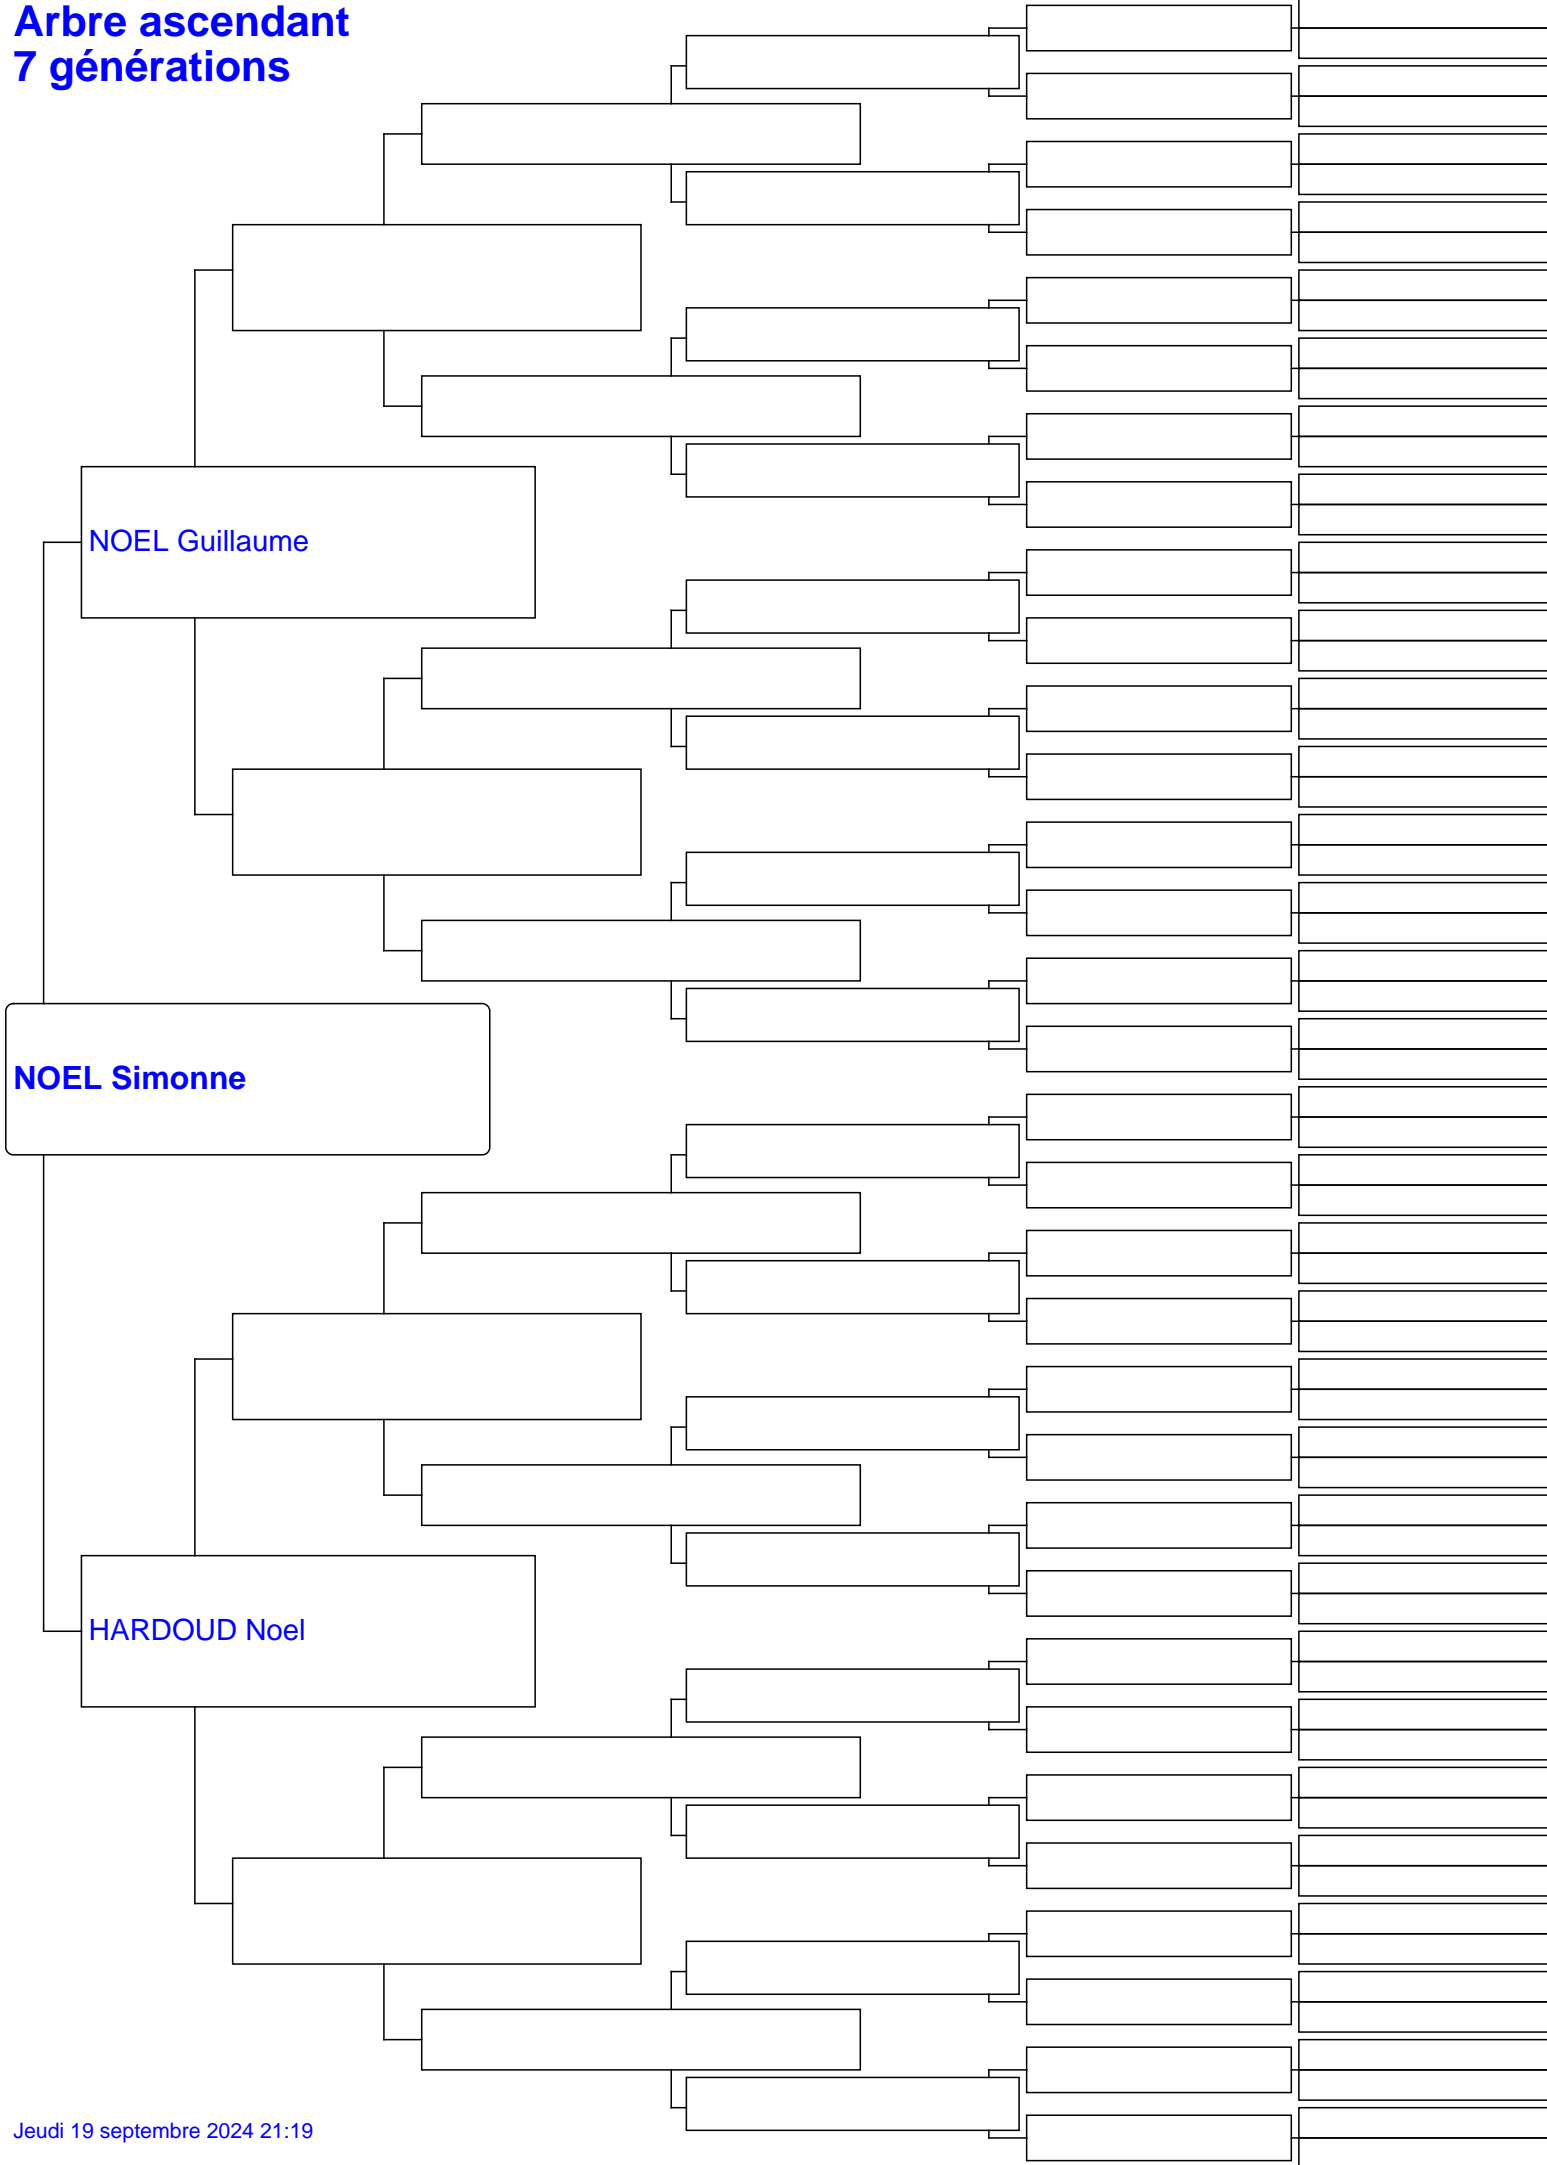 Arbre ascendant
7 générations
NOEL Guillaume
NOEL Simonne
HARDOUD Noel
Jeudi 19 septembre 2024 21:19